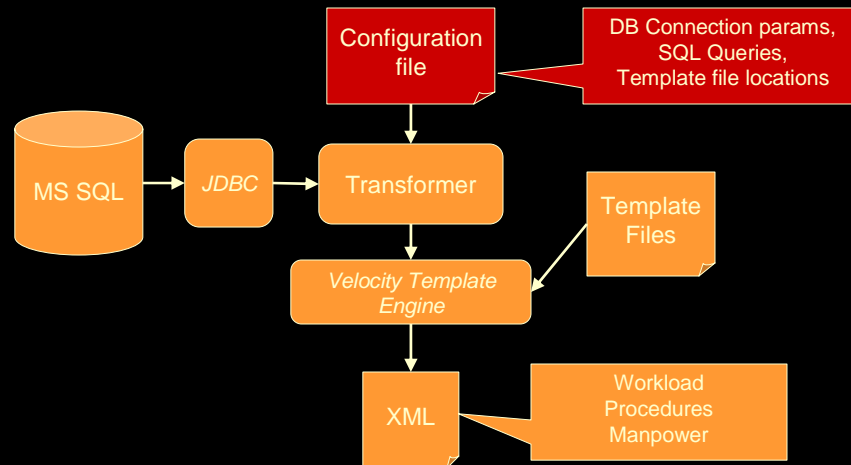 Configuration
file
DB Connection params,
SQL Queries,
Template file locations
MS SQL
JDBC
Transformer
Template
Files
Velocity Template
Engine
XML
Workload
Procedures
Manpower